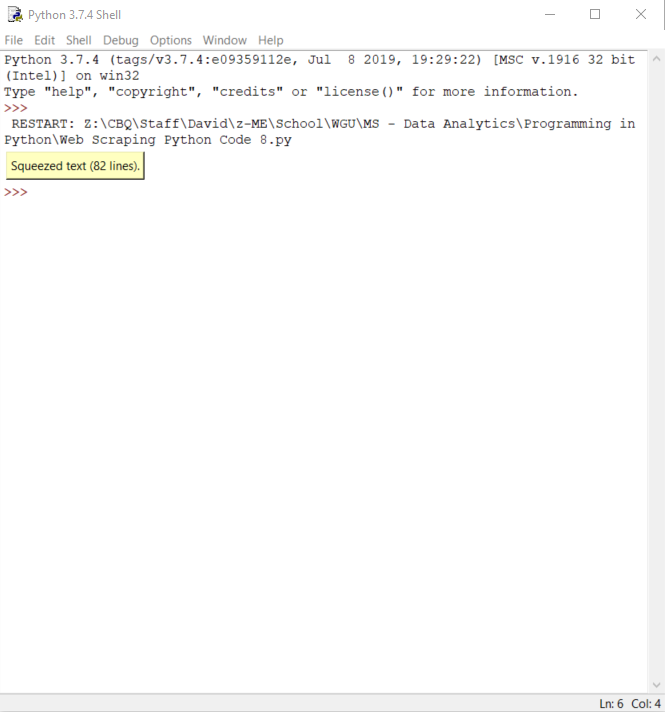 Python 3.7.4 Shell
File Edit Shell Debug Options Window Help
Python 3.7.4 (tags/v3.7.4:e09359112e, Jul  8 2019, 19:29:22) [MSC v.1916 32 bit
(Intel)] on win32
Type "help", "copyright", "credits" or "license()" for more information.
>>>
 RESTART: Z:\CBQ\Staff\David\z-ME\School\WGU\MS - Data Analytics\Programming in
Python\Web Scraping Python Code 8.py
Squeezed text (82 lines).
>>>
Ln: 6 Col: 4